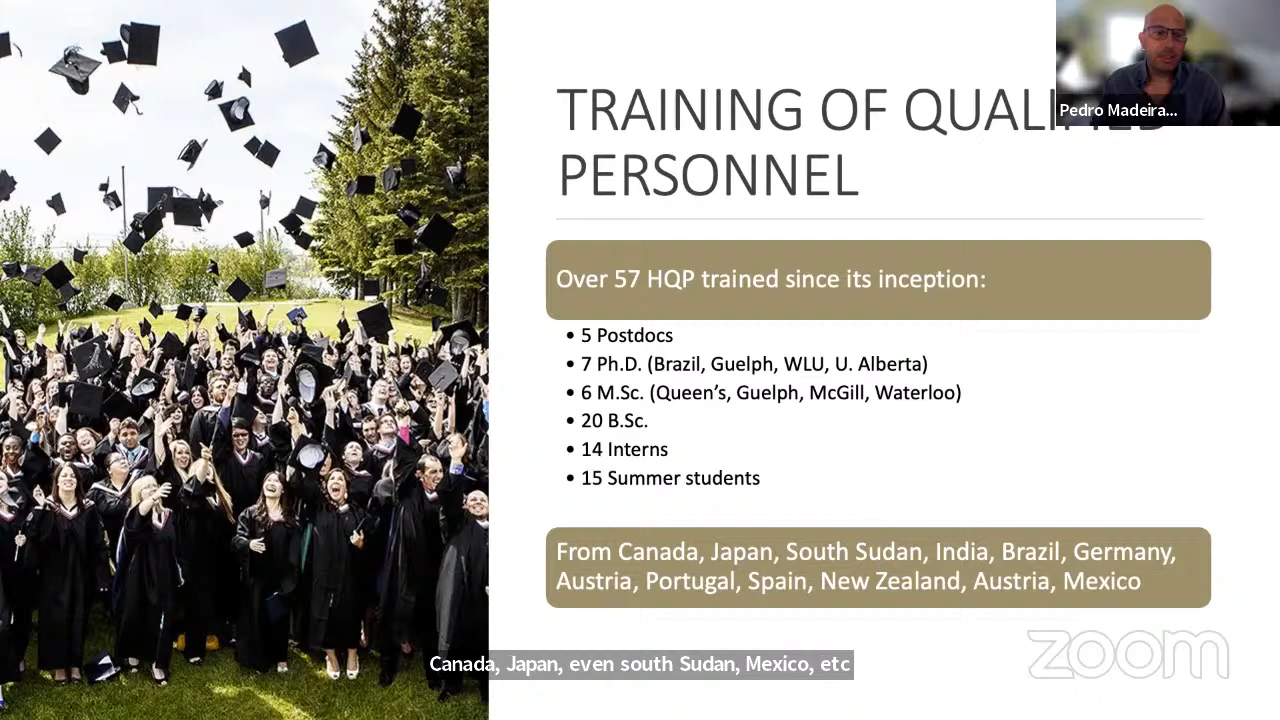 Pedro Madeira...
TRAINING OF QUALIFIED
PERSONNEL
Over 57 HQP trained since its inception:
• 5 Postdocs
• 7 Ph.D. (Brazil, Guelph, WLU, U. Alberta)
• 6 M.Sc. (Queen’s, Guelph, McGill, Waterloo)
• 20 B.Sc.
• 14 Interns
• 15 Summer students
From Canada, Japan, South Sudan, India, Brazil, Germany,
Austria, Portugal, Spain, New Zealand, Austria, Mexico
Canada, Japan, even south Sudan, Mexico, etc
zoom